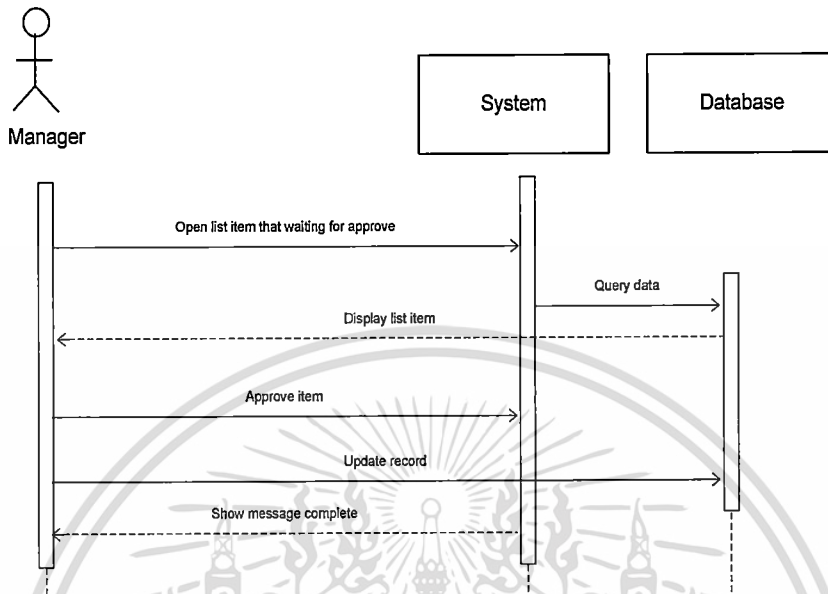 System
Database
Manager
Open list item that waiting for approve
Query data
Display list item
Approve item
Update record
Show message complete